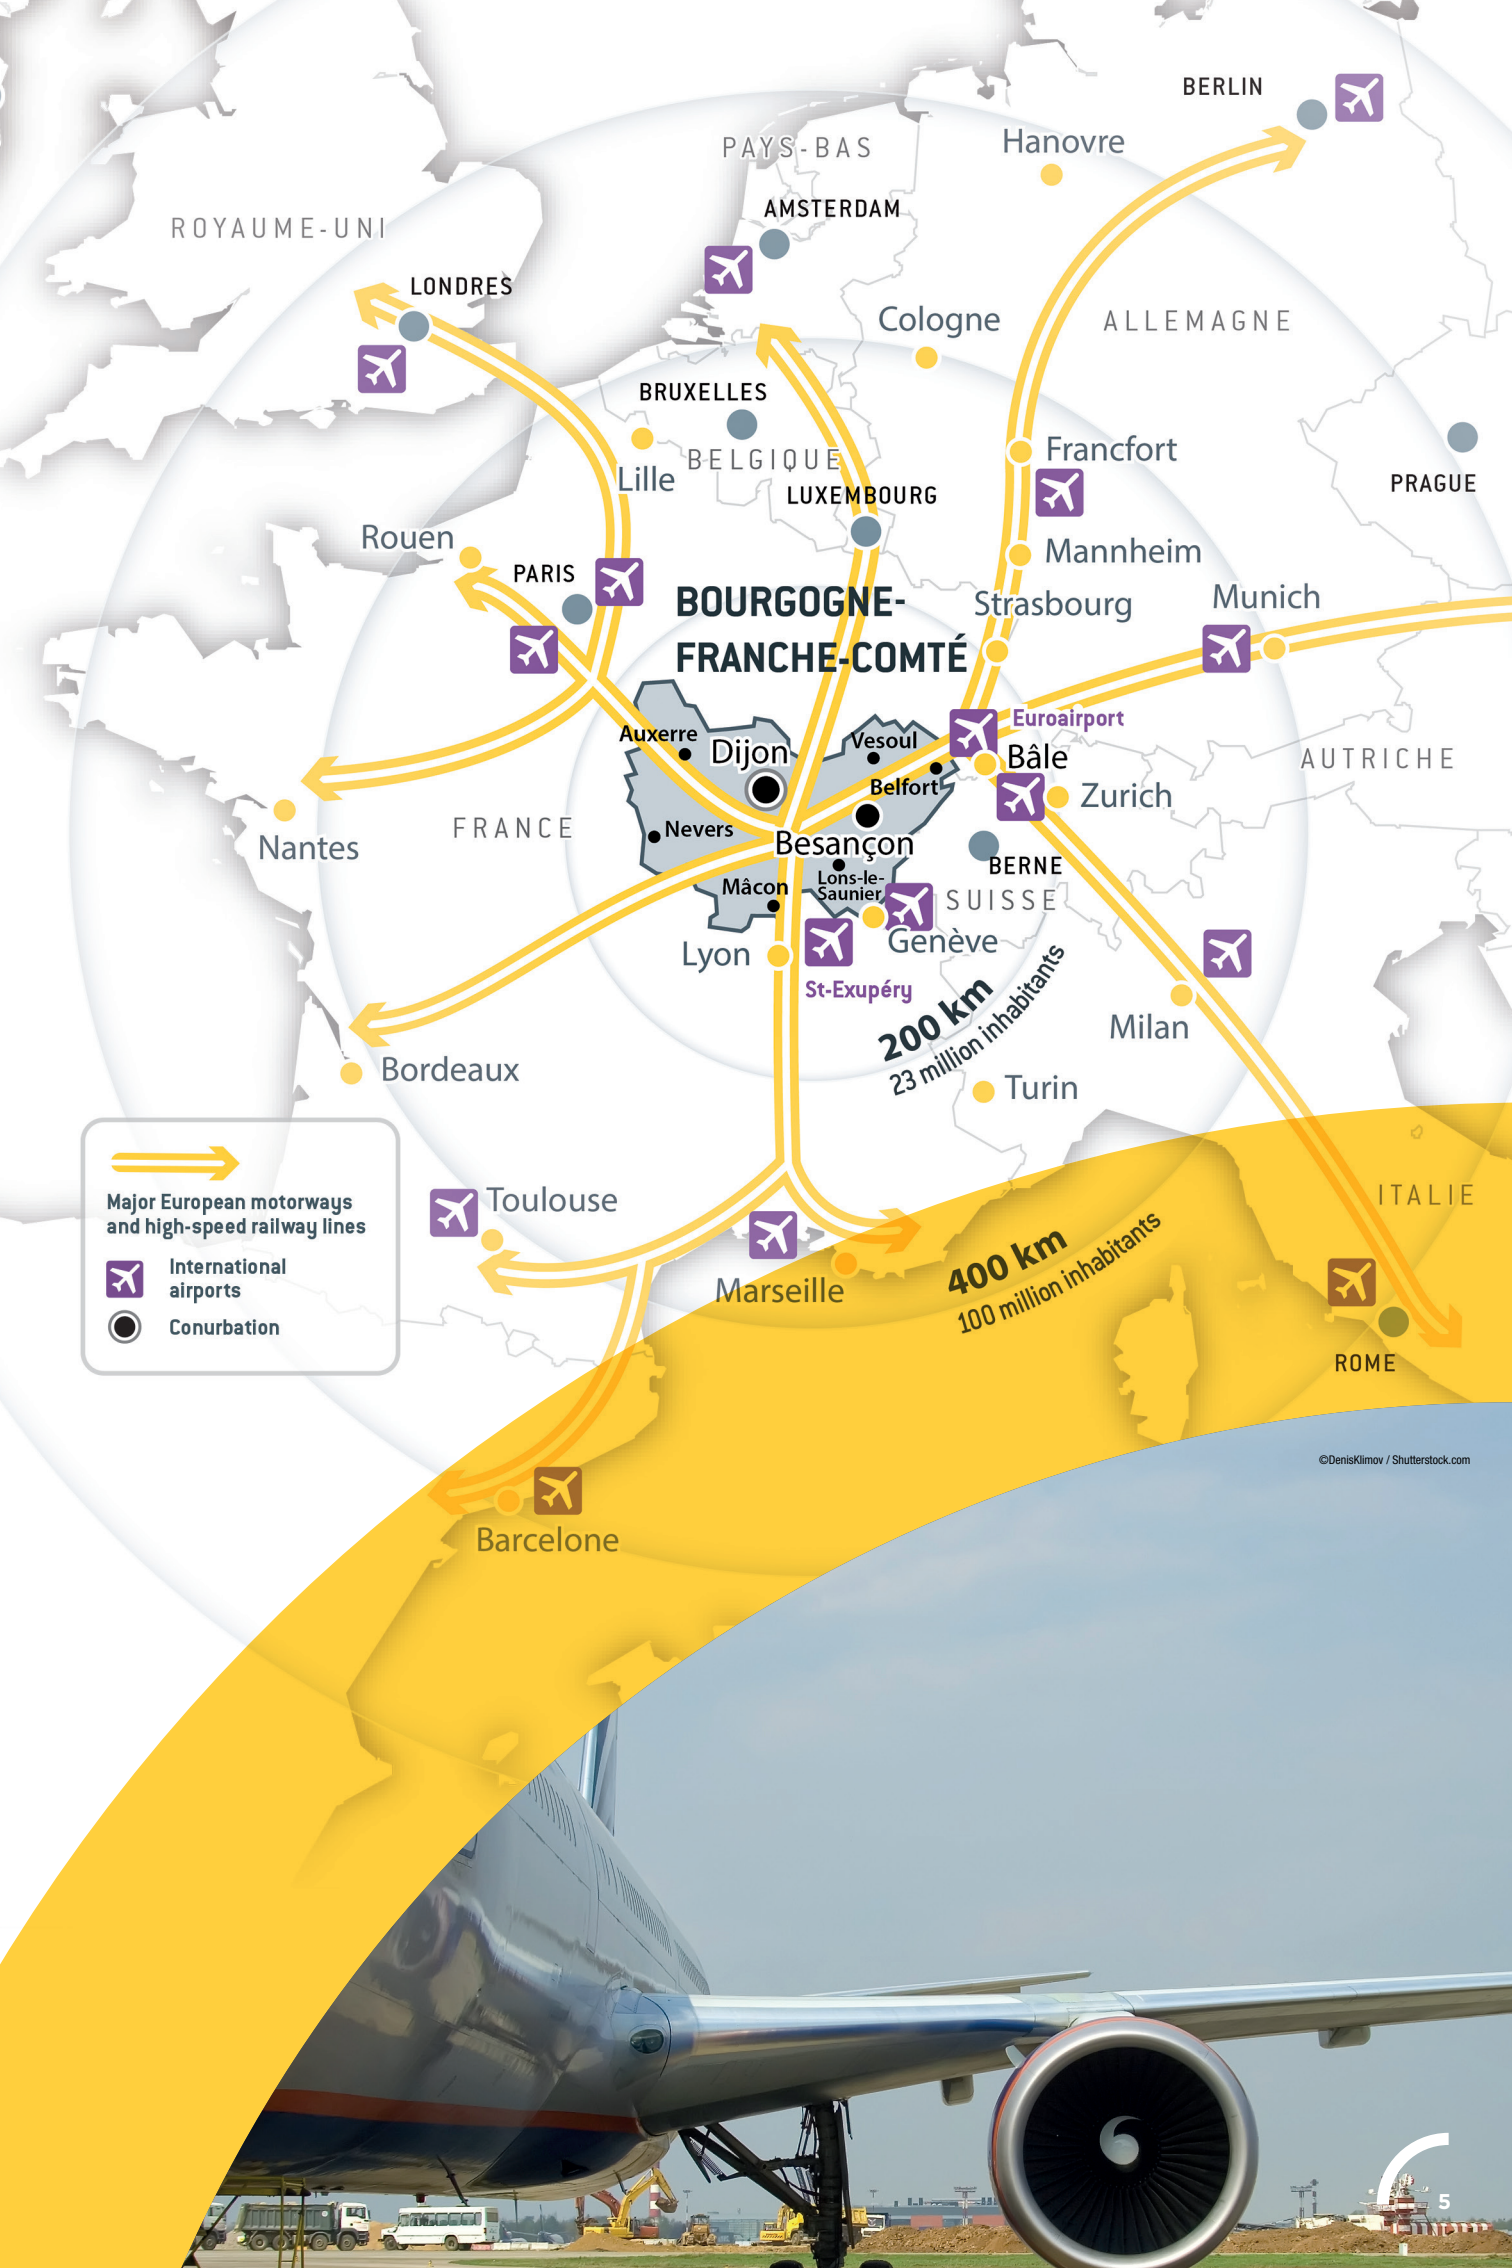 BERLIN
Hanovre
PAYS-BAS
AMSTERDAM
ROYAUME-UNI
LONDRES
Cologne
ALLEMAGNE
BRUXELLES
BELGIQUE
Lille
LUXEMBOURG
Francfort
PRAGUE
Rouen
PARIS
Mannheim
BOURGOGNE-
FRANCHE-COMTÉ
Strasbourg
Munich
Euroairport
Auxerre
Dijon
Vesoul
Bâle
AUTRICHE
Belfort
Zurich
Nantes
FRANCE
Nevers
Besançon
BERNE
Mâcon
Lons-le-
Saunier
SUISSE
Genève
Lyon
St-Exupéry
200 km
23 million inhabitants
Milan
Bordeaux
Turin
Major European motorways
and high-speed railway lines
International
airports
Conurbation
Toulouse
Marseille
400 km
100 million inhabitants
ITALIE
ROME
Barcelone
©DenisKlimov / Shutterstock.com
5